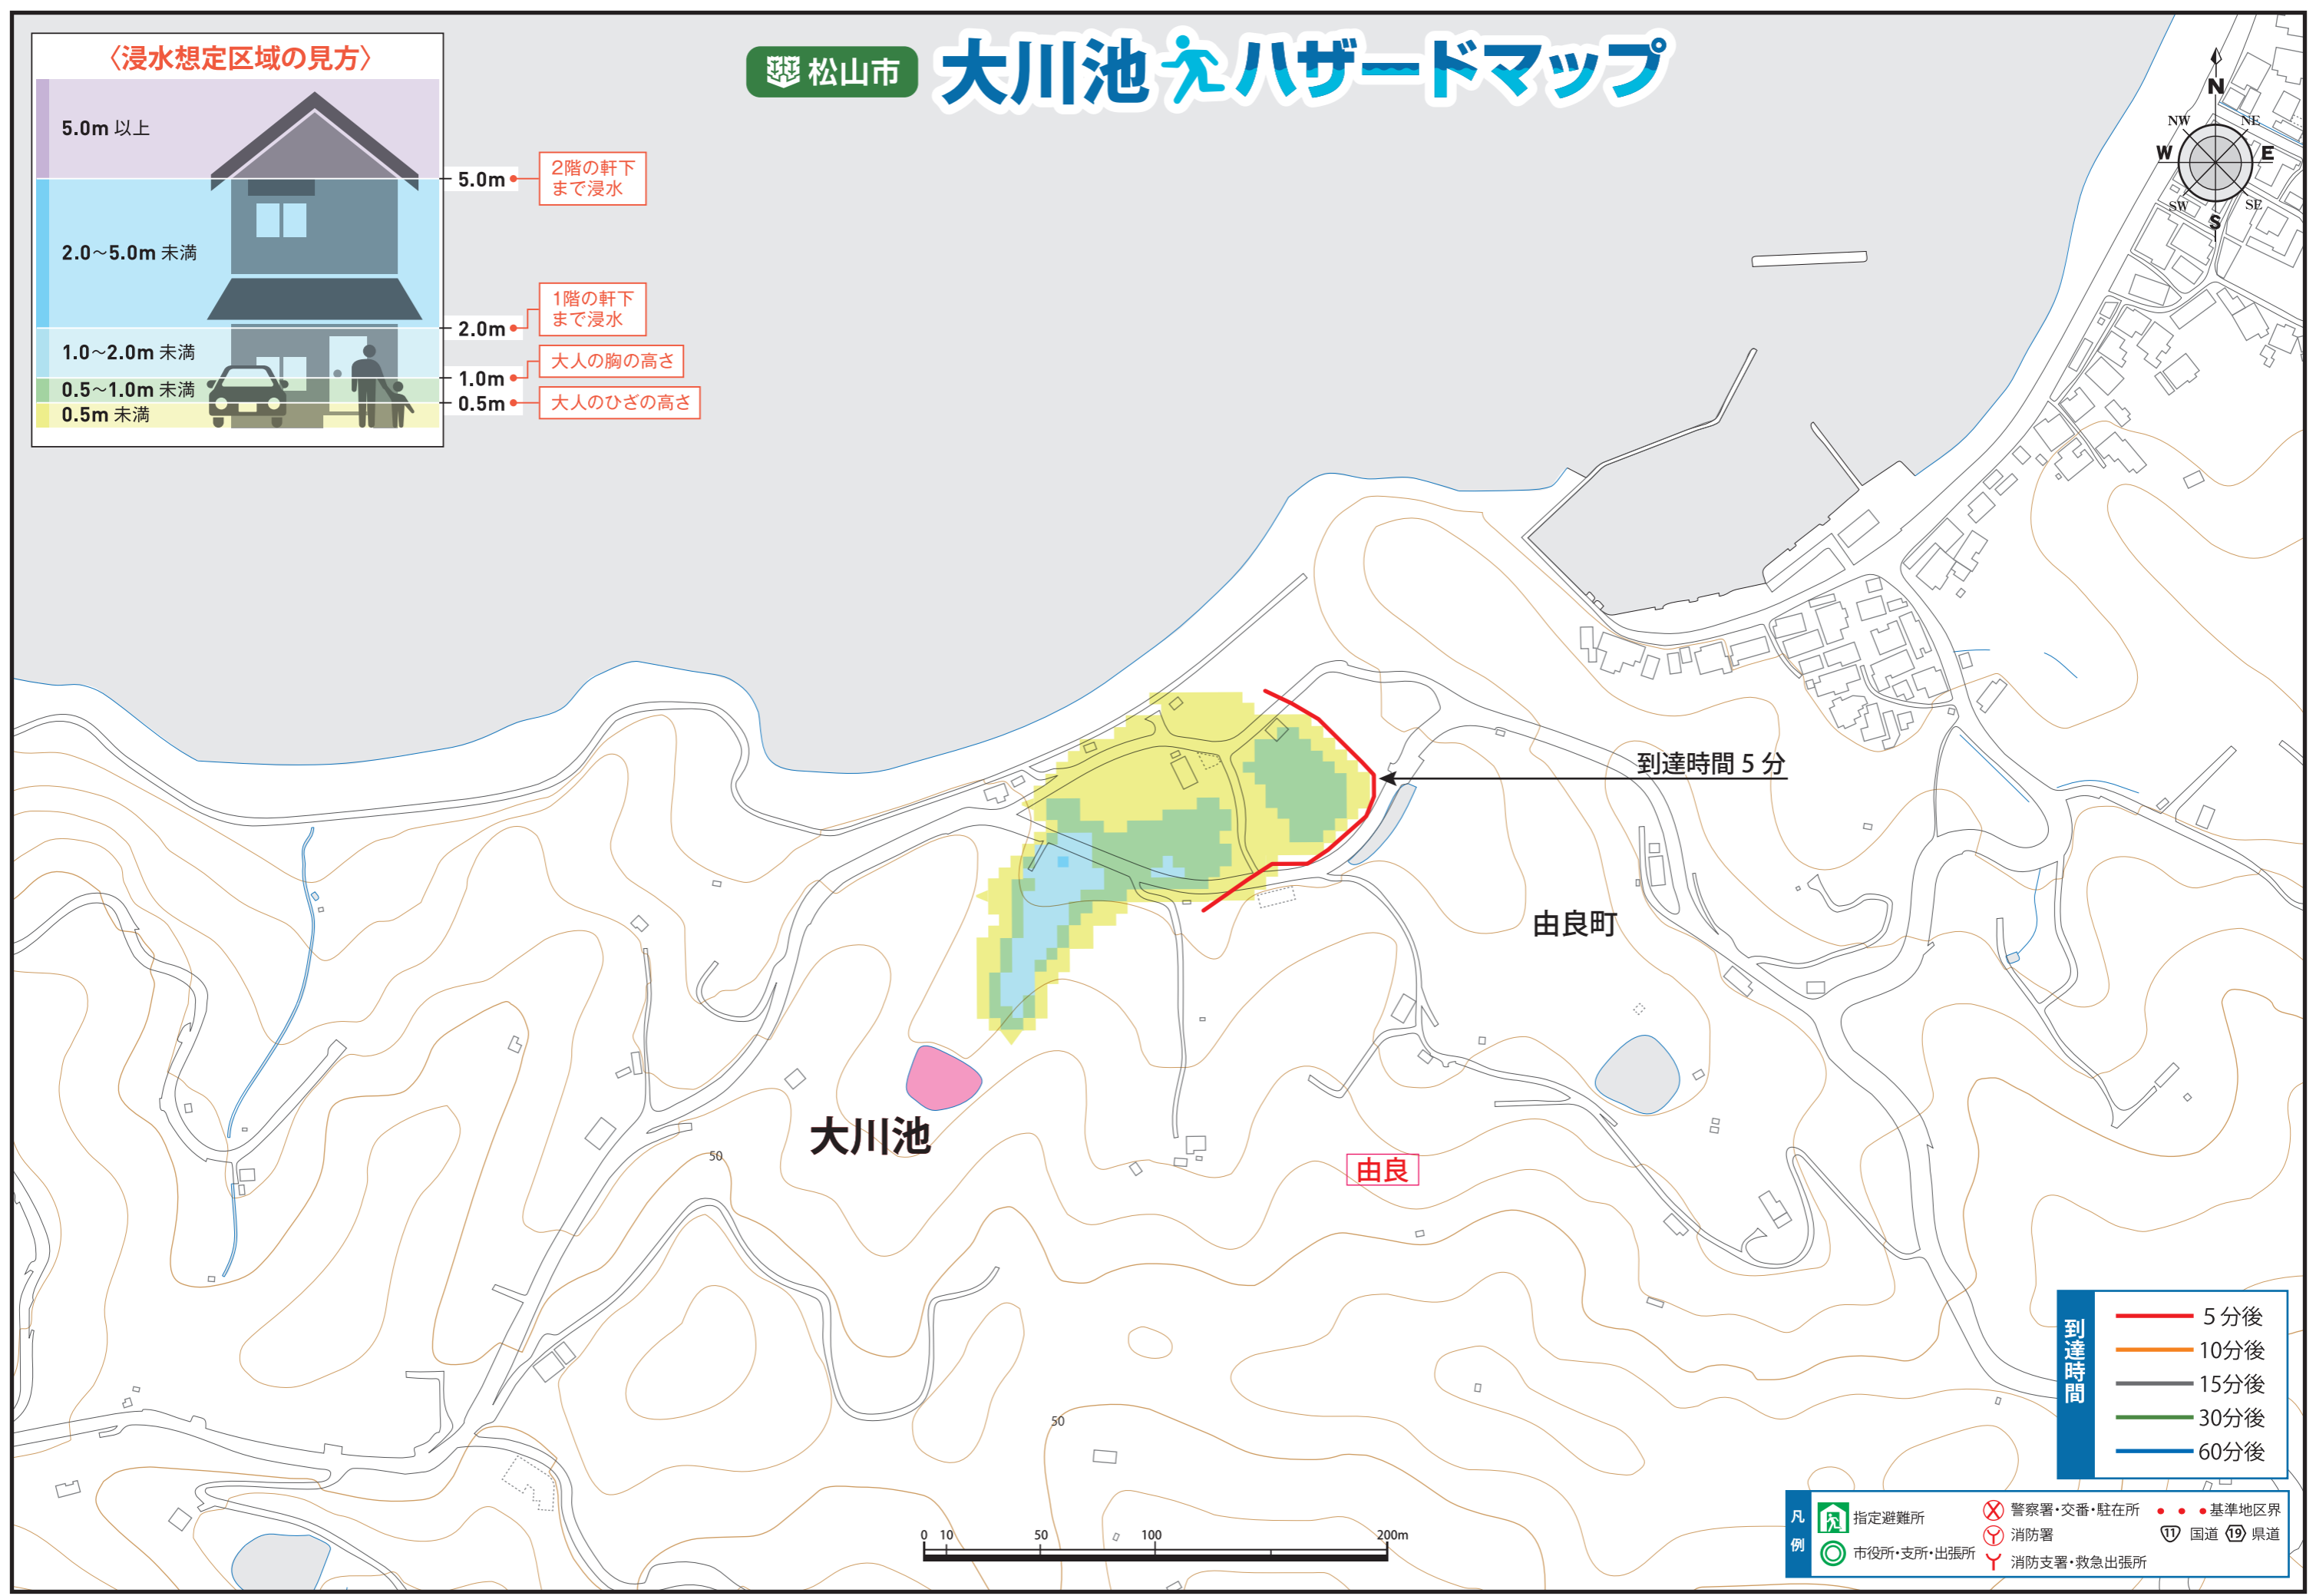 〈浸水想定区域の見方〉
5.0m 以上
2.0〜5.0m 未満
1.0〜2.0m 未満
0.5〜1.0m 未満
0.5m 未満
5.0m
2階の軒下
まで浸水
2.0m
1階の軒下
まで浸水
1.0m
大人の胸の高さ
0.5m
大人のひざの高さ
松山市
大川池ハザードマップ
N
NW
NE
W
E
SW
SE
S
到達時間 5 分
由良町
大川池
由良
50
50
0 10 50 100 200m
到達時間
5 分後
10分後
15分後
30分後
60分後
凡例
指定避難所
市役所・支所・出張所
警察署・交番・駐在所
消防署
消防支署・救急出張所
基準地区界
11 国道 19 県道